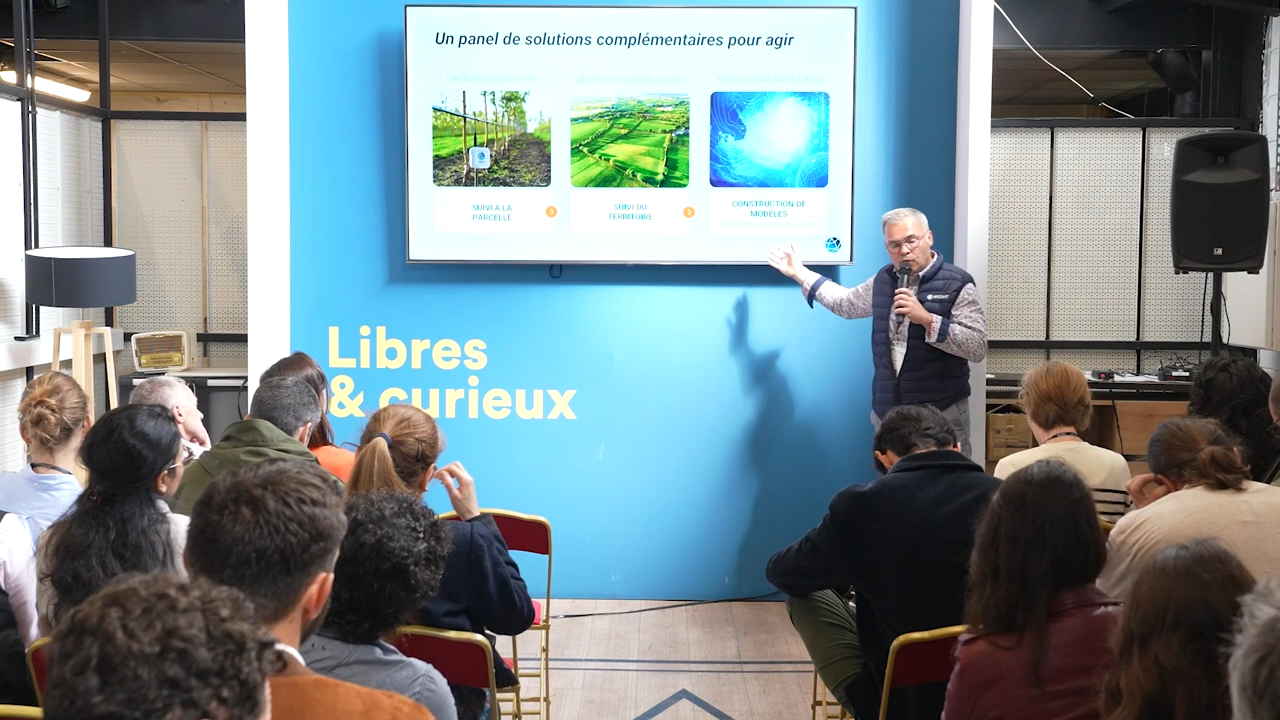 Un panel de solutions complémentaires pour agir
SUIVI A LA
PARCELLE
SUIVI DU
TERRITOIRE
CONSTRUCTION DE
MODÈLES
Libres
& curieux